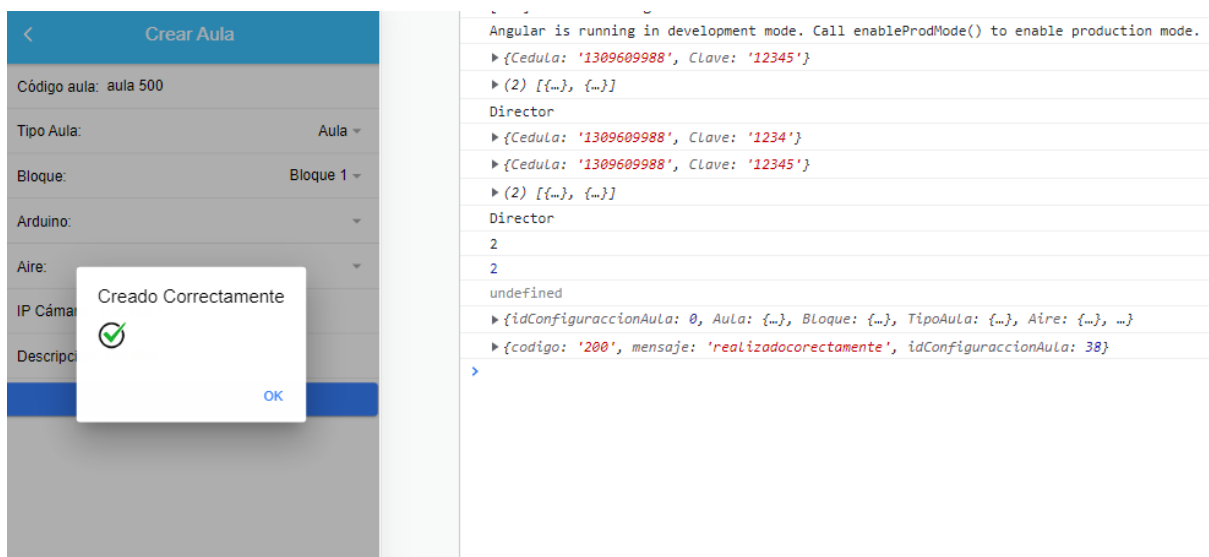 Crear Aula
Código aula: aula 500
Tipo Aula: Aula
Bloque: Bloque 1
Arduino:
Aire:
IP Cámar
Descripci
Creado Correctamente
OK
Angular is running in development mode. Call enableProdMode() to enable production mode.
{Cedula: '1309609988', Clave: '12345'}
(2) [{…}, {…}]
Director
{Cedula: '1309609988', Clave: '1234'}
{Cedula: '1309609988', Clave: '12345'}
(2) [{…}, {…}]
Director
2
2
undefined
{idConfiguraccionAula: 0, Aula: {…}, Bloque: {…}, TipoAula: {…}, Aire: {…}, …}
{codigo: '200', mensaje: 'realizadocorectamente', idConfiguraccionAula: 38}